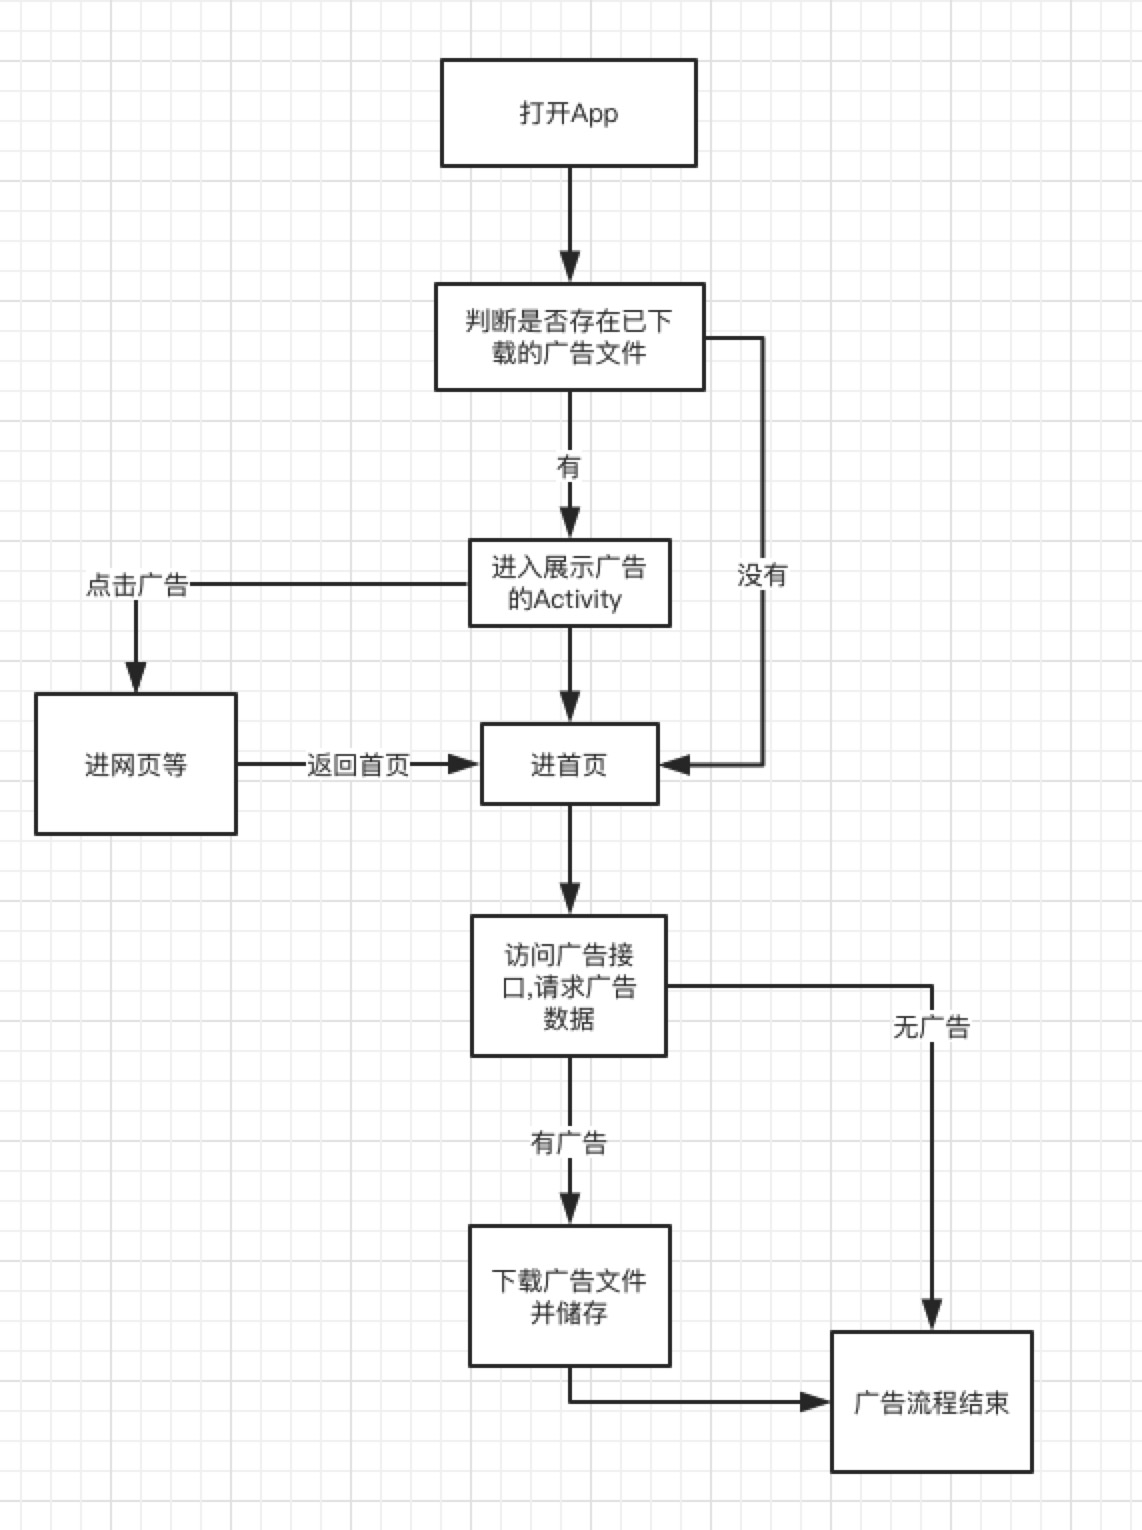 打开App
判断是否存在已下
载的广告文件
有
进入展示广告
的Activity
点击广告
没有
进网页等
返回首页
进首页
访问广告接
口,请求广告
数据
无广告
有广告
下载广告文件
并储存
广告流程结束